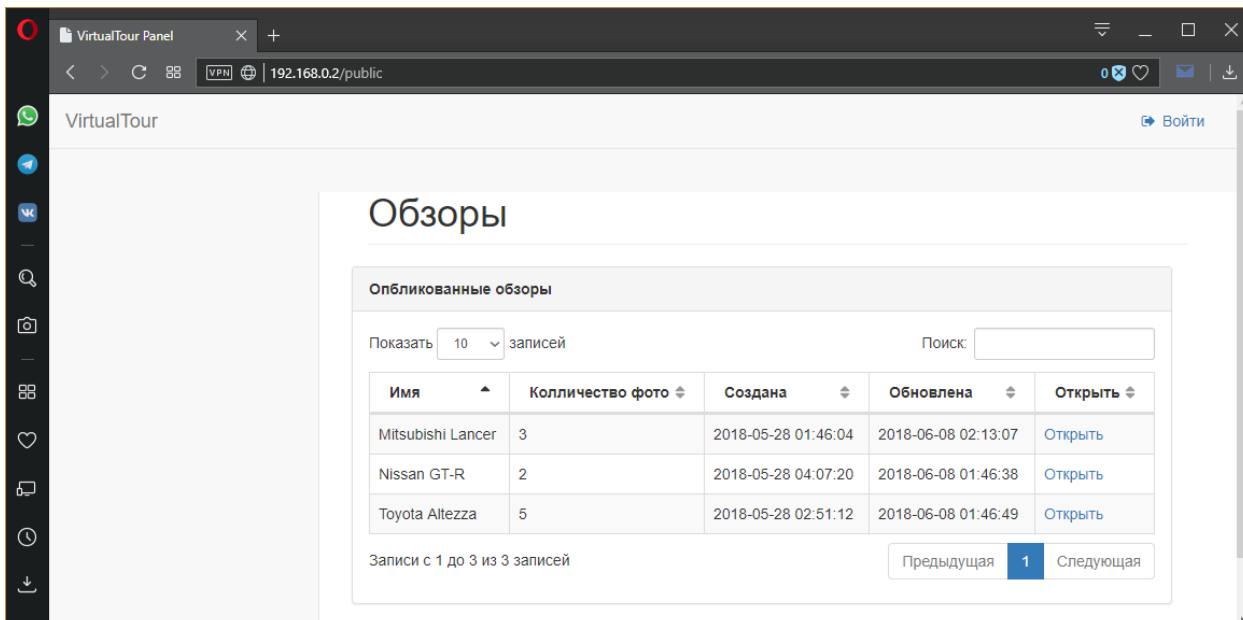 VirtualTour Panel
VPN 192.168.0.2/public 0
VirtualTour Войти
Обзоры
Опбликованные обзоры
Показать 10 записей Поиск:
Имя Колличество фото Создана Обновлена Открыть
Mitsubishi Lancer 3 2018-05-28 01:46:04 2018-06-08 02:13:07 Открыть
Nissan GT-R 2 2018-05-28 04:07:20 2018-06-08 01:46:38 Открыть
Toyota Altezza 5 2018-05-28 02:51:12 2018-06-08 01:46:49 Открыть
Записи с 1 до 3 из 3 записей Предыдущая 1 Следующая